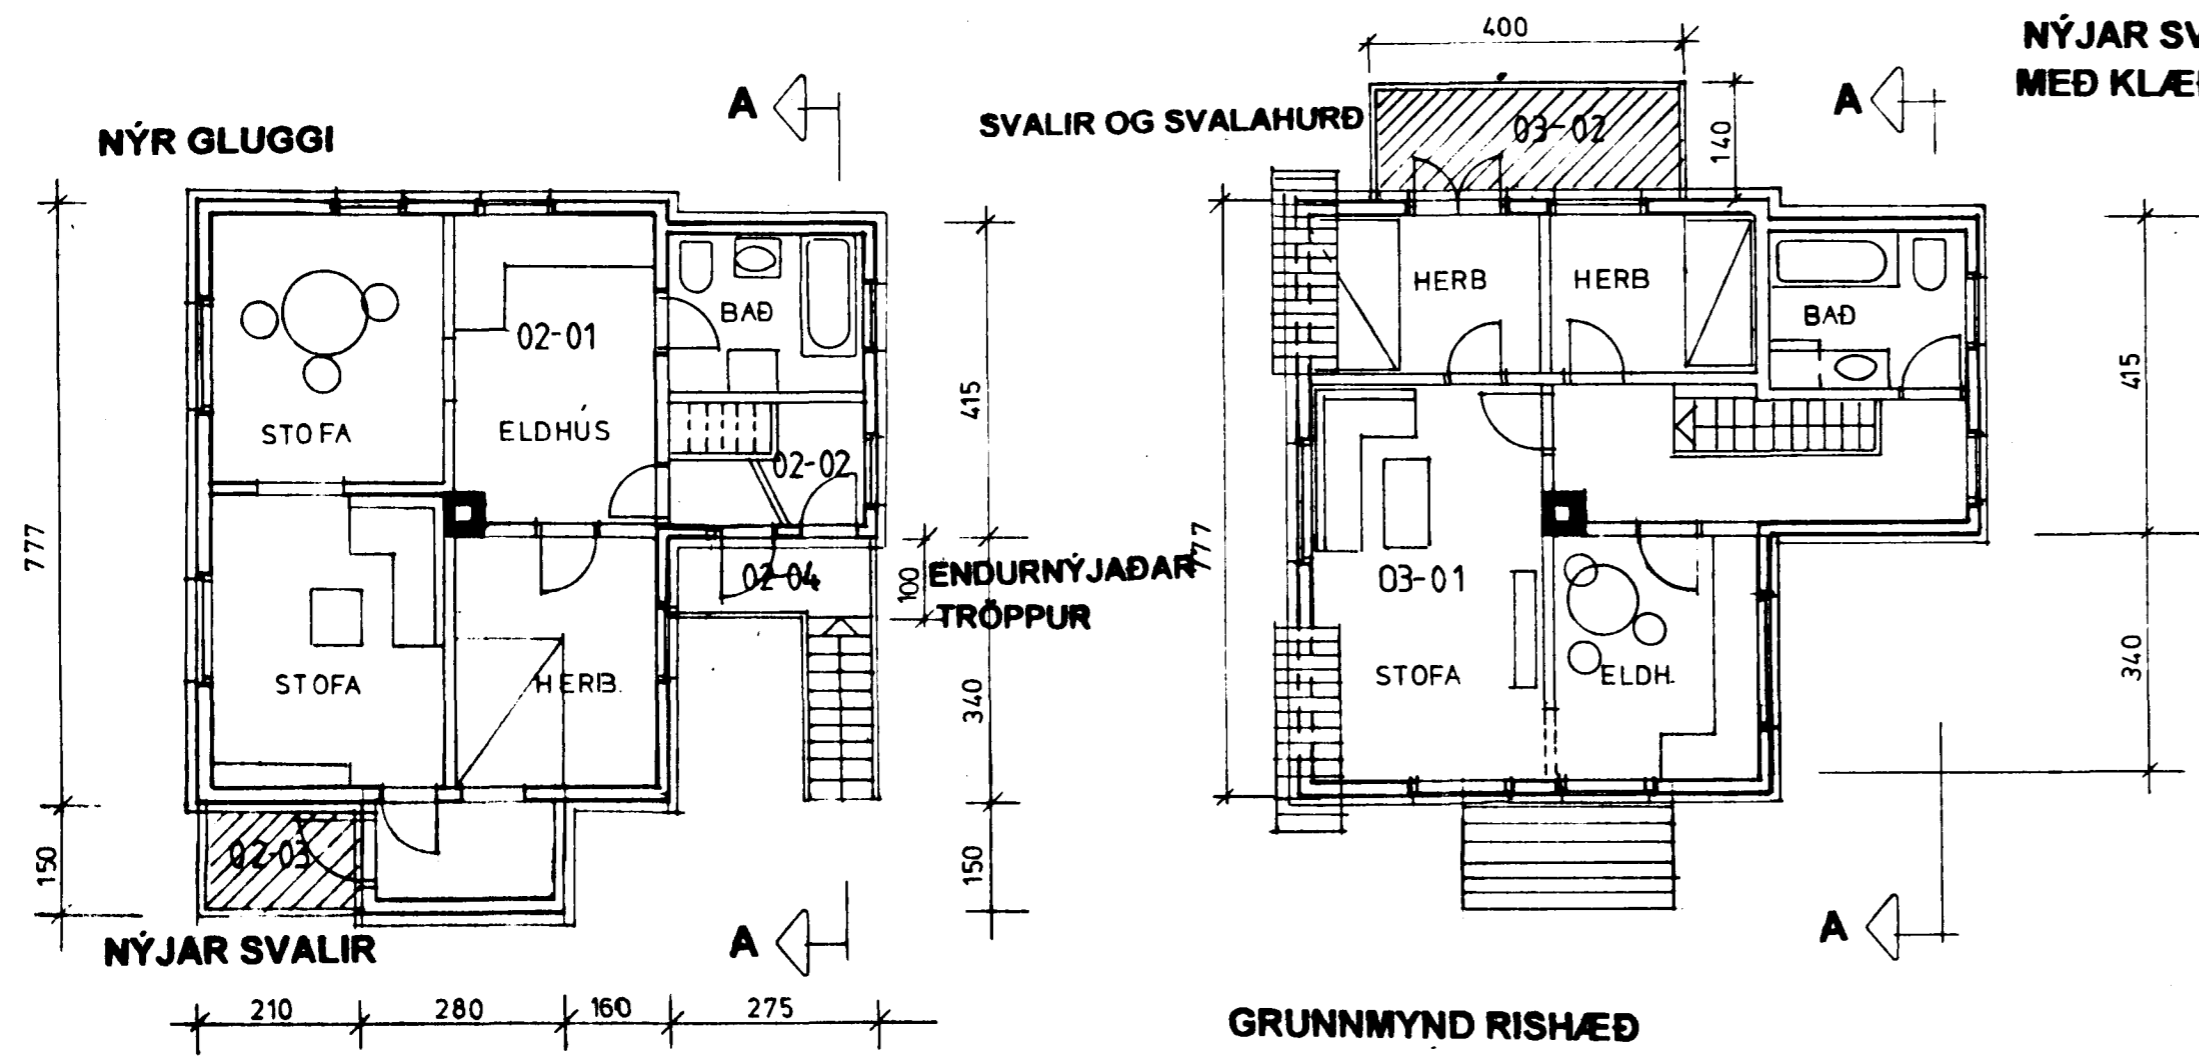 NÝR GLUGGI
A
777
150
STOFA
02-01
ELDHÚS
BAÐ
02-02
STOFA
HERB.
02-04
02-03
NÝJAR SVALIR
A
210
280
160
275
415
100
340
150
ENDURNÝJAÐAR
TRÖPPUR
SVALIR OG SVALAHURÐ
400
140
03-02
A
NÝJAR SV
MEÐ KLÆ
777
HERB
HERB
BAÐ
03-01
STOFA
ELDH.
415
340
A
GRUNNMYND RISHÆÐ